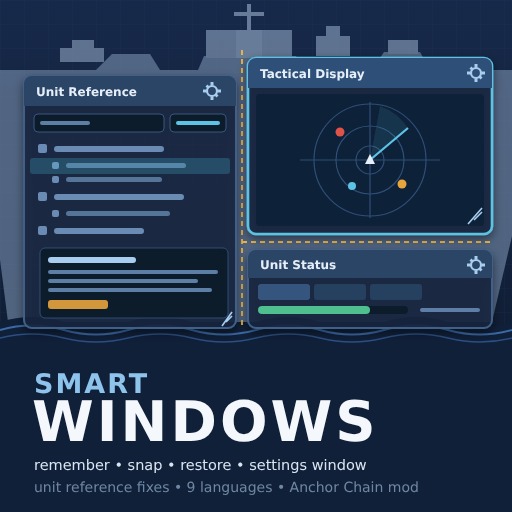 Unit Reference
Tactical Display
Unit Status
SMART
WINDOWS
remember • snap • restore • settings window
unit reference fixes • 9 languages • Anchor Chain mod